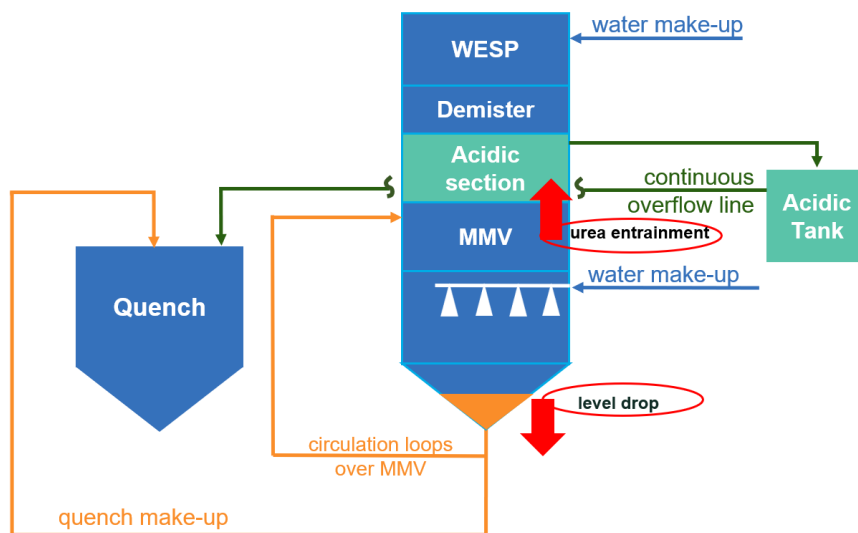 WESP
water make-up
Demister
Acidic
section
continuous
overflow line
Acidic
Tank
MMV
urea entrainment
Quench
water make-up
level drop
circulation loops
over MMV
quench make-up